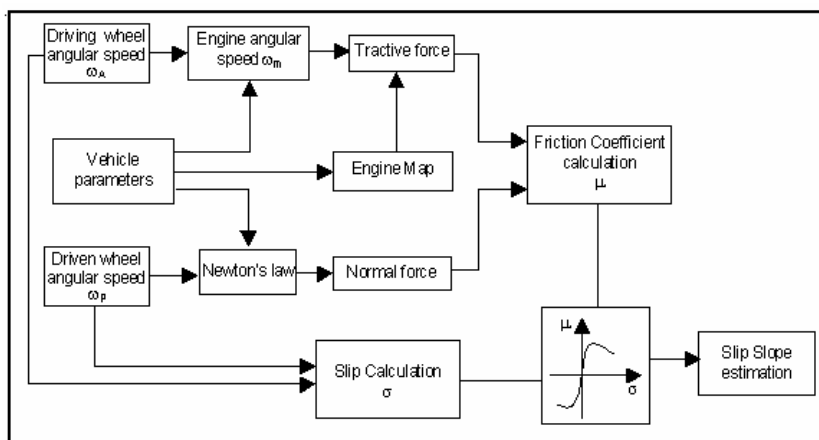 Driving wheel
angular speed
ωA
Engine angular
speed ωm
Tractive force
Vehicle
parameters
Engine Map
Friction Coefficient
calculation
μ
Driven wheel
angular speed
ωp
Newton's law
Normal force
Slip Calculation
σ
μ
σ
Slip Slope
estimation